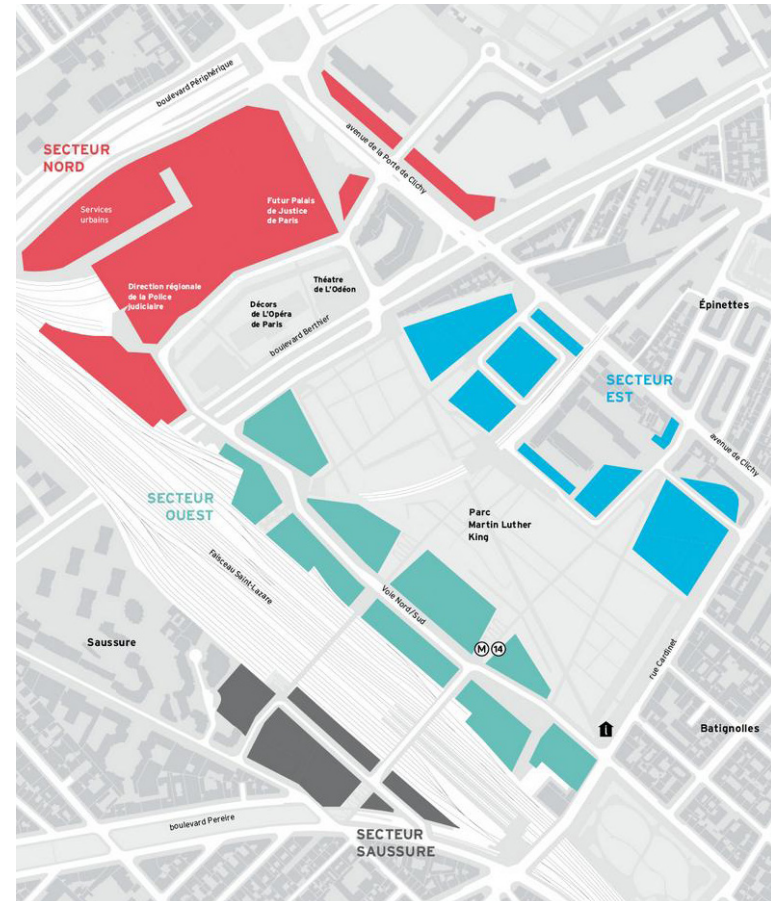 boulevard Périphérique
SECTEUR
NORD
avenue de la Porte de Clichy
Services
urbains
Futur Palais
de Justice
de Paris
Direction régionale
de la Police
judiciaire
Théatre
de L'Odéon
Décors
de L'Opéra
de Paris
boulevard Berthier
Épinettes
SECTEUR
EST
avenue de Clichy
SECTEUR
OUEST
Parc
Martin Luther
King
Faisceau Saint-Lazare
Voie Nord/Sud
Saussure
M 14
rue Cardinet
i
Batignolles
boulevard Pereire
SECTEUR
SAUSSURE